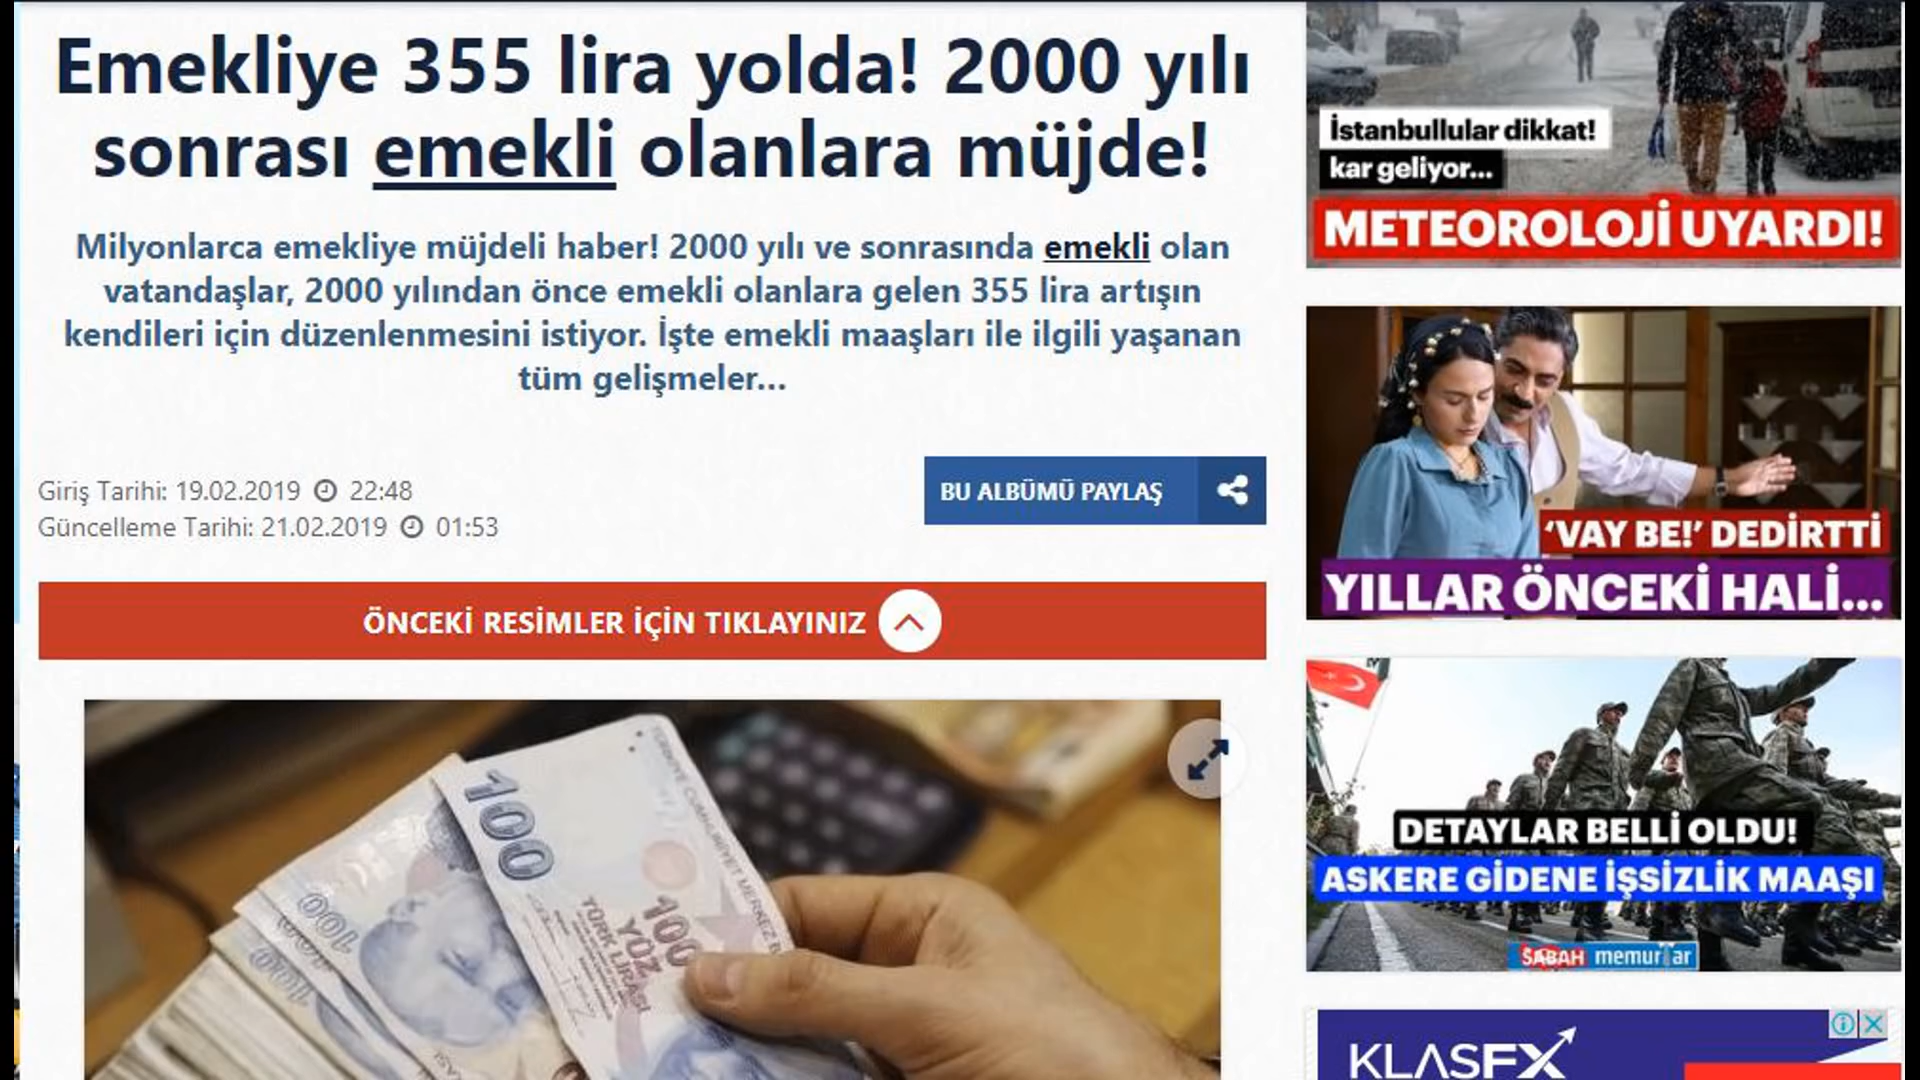 Emekliye 355 lira yolda! 2000 yılı
sonrası emekli olanlara müjde!
Milyonlarca emekliye müjdeli haber! 2000 yılı ve sonrasında emekli olan
vatandaşlar, 2000 yılından önce emekli olanlara gelen 355 lira artışın
kendileri için düzenlenmesini istiyor. İşte emekli maaşları ile ilgili yaşanan
tüm gelişmeler...
Giriş Tarihi: 19.02.2019 22:48
Güncelleme Tarihi: 21.02.2019 01:53
BU ALBÜMÜ PAYLAŞ
ÖNCEKİ RESİMLER İÇİN TIKLAYINIZ
100
100
YÜZ
TÜRK LİRASI
100
100
İstanbullular dikkat!
kar geliyor...
METEOROLOJİ UYARDI!
'VAY BE!' DEDİRTTİ
YILLAR ÖNCEKİ HALİ...
DETAYLAR BELLİ OLDU!
ASKERE GİDENE İŞSİZLİK MAAŞI
SABAH memurlar
KLASFX